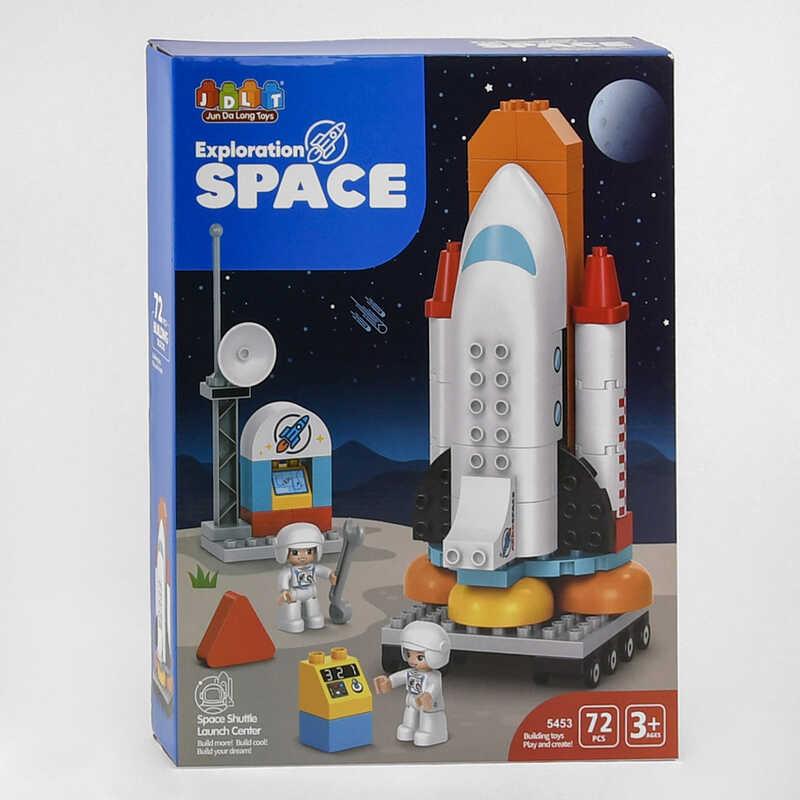 SPACE
JDLT
Jun Da Long Toys
Exploration
SPACE
72
BUILDING
321
Space Shuttle
Launch Center
Build more! Build cool!
Build your dream!
5453
Building toys
Play and create!
72
PCS
3+
AGES